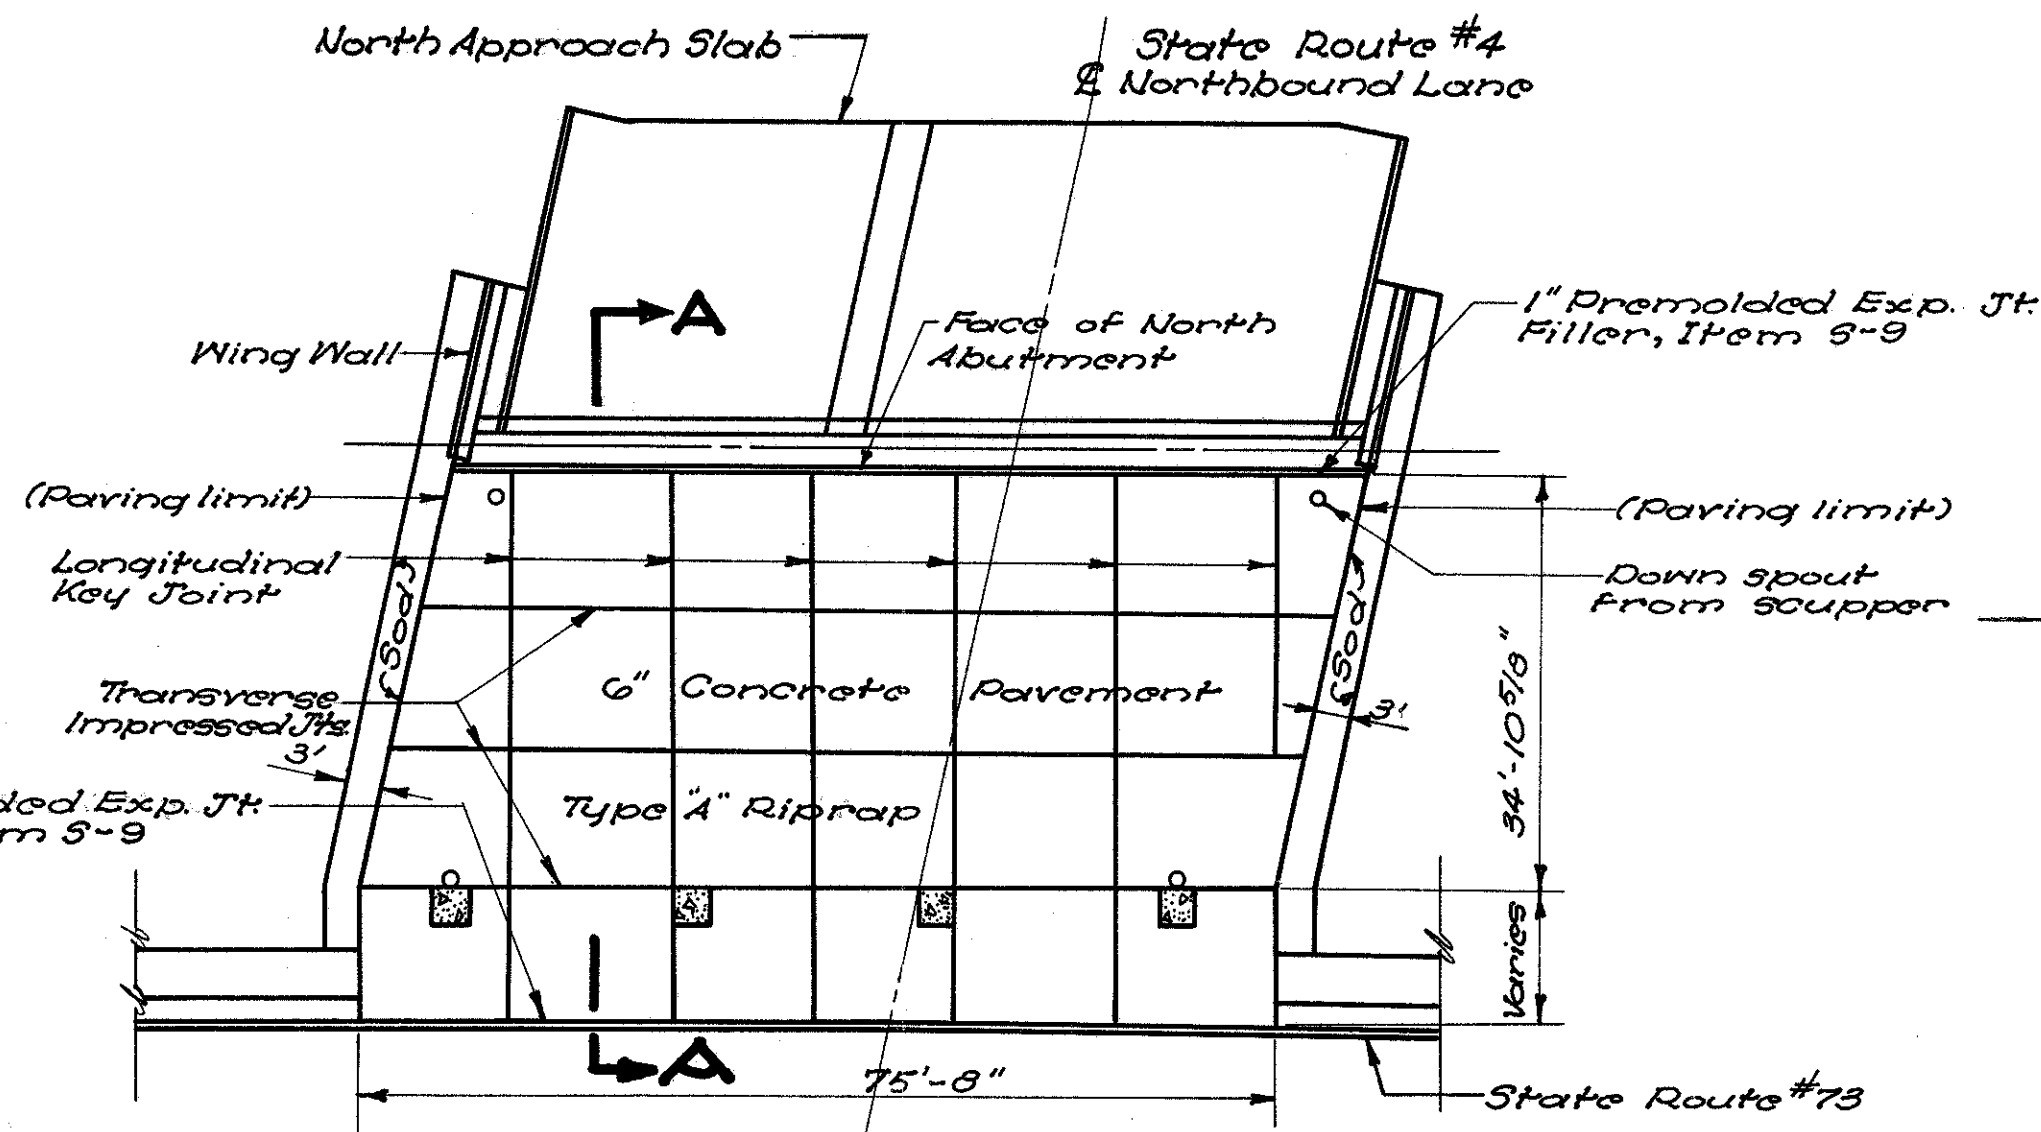 North Approach Slab
State Route #4
℄ Northbound Lane
A
Face of North
Abutment
1" Premolded Exp. Jt.
Filler, Item S-9
Wing Wall
(Paving limit)
(Paving limit)
Longitudinal
Key Joint
Down spout
from scupper
(Sod)
(Sod)
Transverse
Impressed Jts.
6" Concrete Pavement
3'
3'
34'-10 5/8"
Exp. Jt.
S-9
Type "A" Riprap
Varies
A
75'-8"
State Route #73